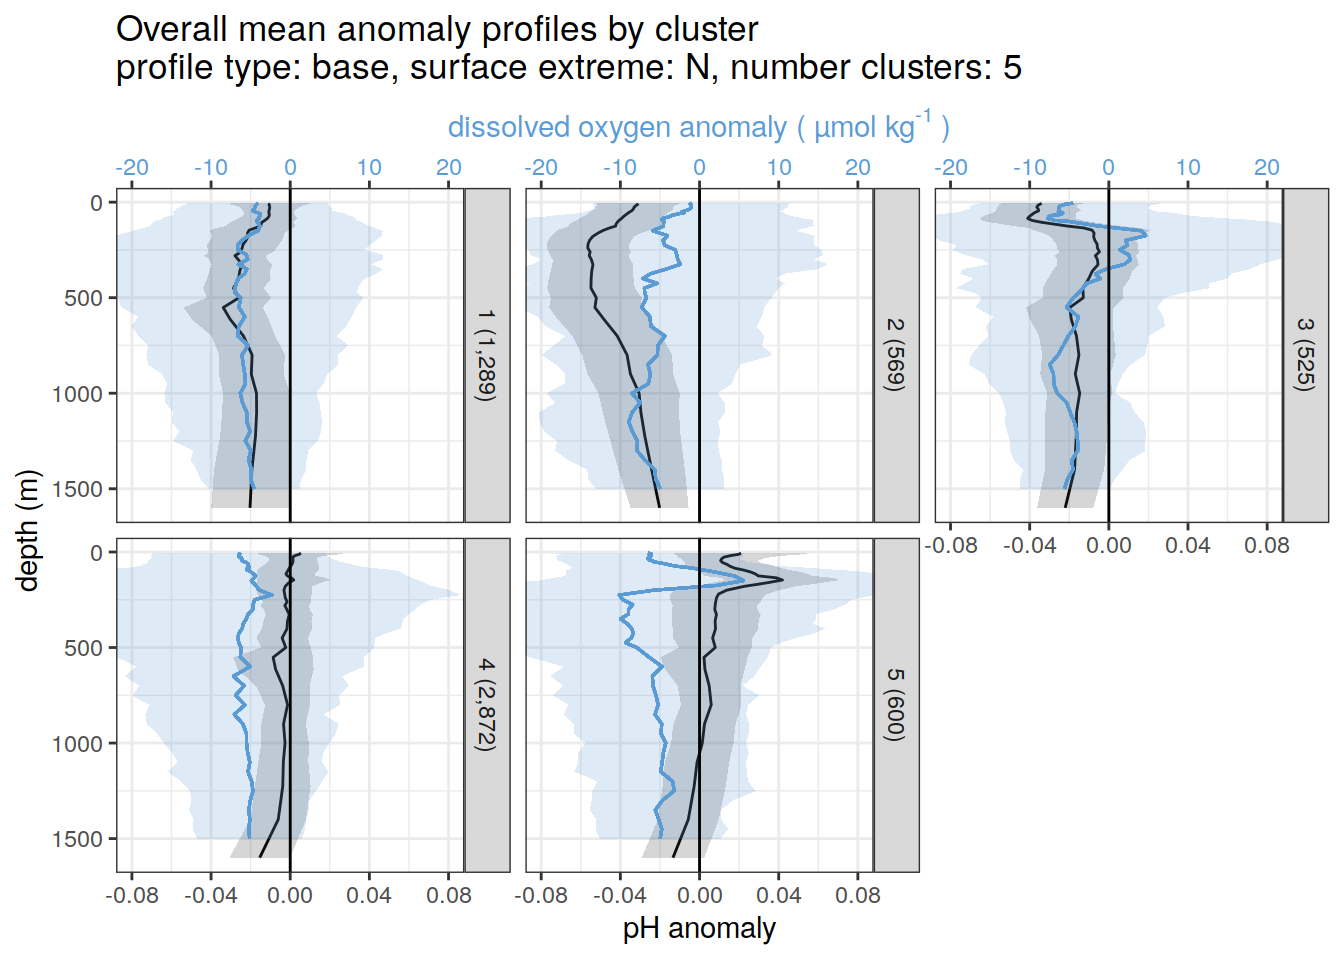 Overall mean anomaly profiles by cluster
profile type: base, surface extreme: N, number clusters: 5
dissolved oxygen anomaly ( µmol kg⁻¹ )
-20 -10 0 10 20 -20 -10 0 10 20 -20 -10 0 10 20
0
500
1000
1500
1 (1,289)
2 (569)
3 (525)
-0.08 -0.04 0.00 0.04 0.08
depth (m)
0
500
1000
1500
4 (2,872)
5 (600)
-0.08 -0.04 0.00 0.04 0.08 -0.08 -0.04 0.00 0.04 0.08
pH anomaly